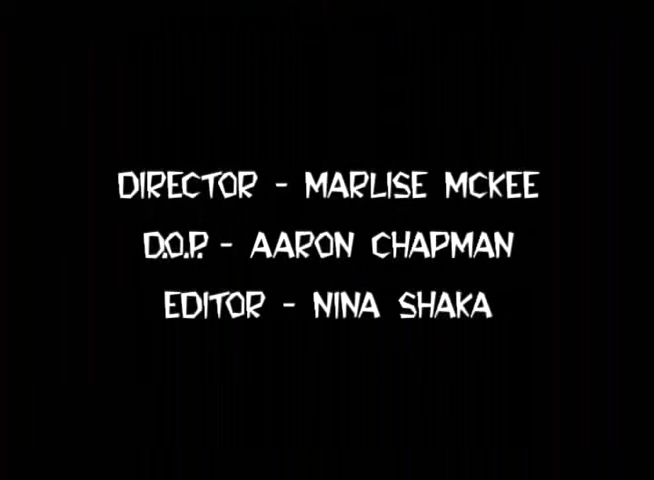 DIRECTOR - MARLISE MCKEE
D.O.P. - AARON CHAPMAN
EDITOR - NINA SHAKA